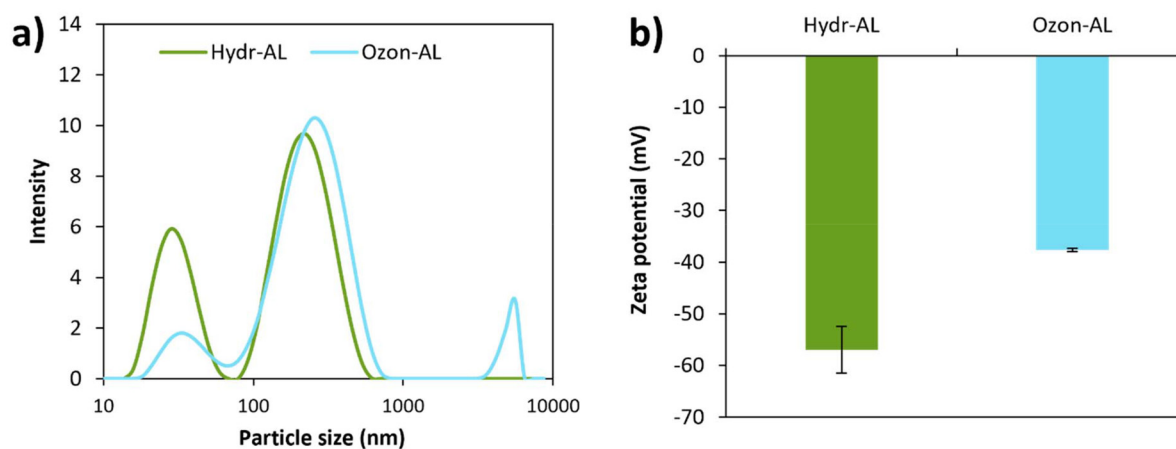 a)
14
12
10
8
6
4
2
0
Intensity
Hydr-AL Ozon-AL
10 100 1000 10000
Particle size (nm)
b)
Hydr-AL Ozon-AL
0
-10
-20
-30
-40
-50
-60
-70
Zeta potential (mV)